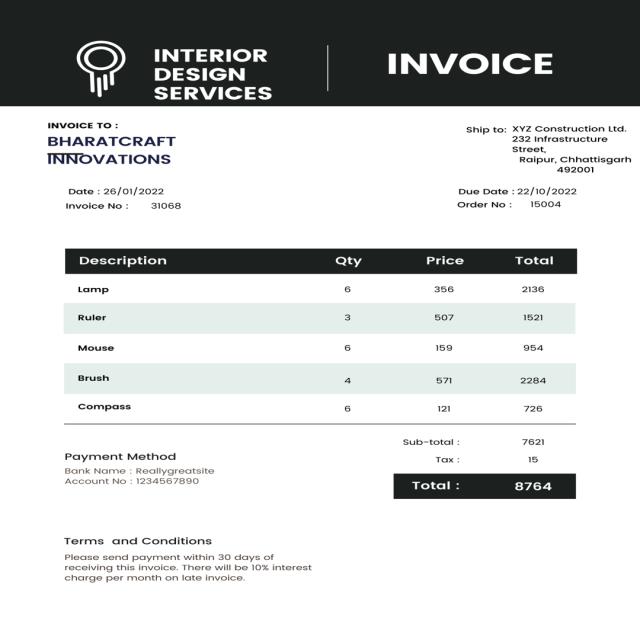 INTERIOR
DESIGN
SERVICES
INVOICE
INVOICE TO :
BHARATCRAFT
INNOVATIONS
Ship to: XYZ Construction Ltd.
232 Infrastructure
Street,
Raipur, Chhattisgarh
492001
Date : 26/01/2022
Invoice No : 31068
Due Date : 22/10/2022
Order No : 15004
Description Qty Price Total
Lamp 6 356 2136
Ruler 3 507 1521
Mouse 6 159 954
Brush 4 571 2284
Compass 6 121 726
Sub-total : 7621
Tax : 15
Total : 8764
Payment Method
Bank Name : Reallygreatsite
Account No : 1234567890
Terms and Conditions
Please send payment within 30 days of
receiving this invoice. There will be 10% interest
charge per month on late invoice.